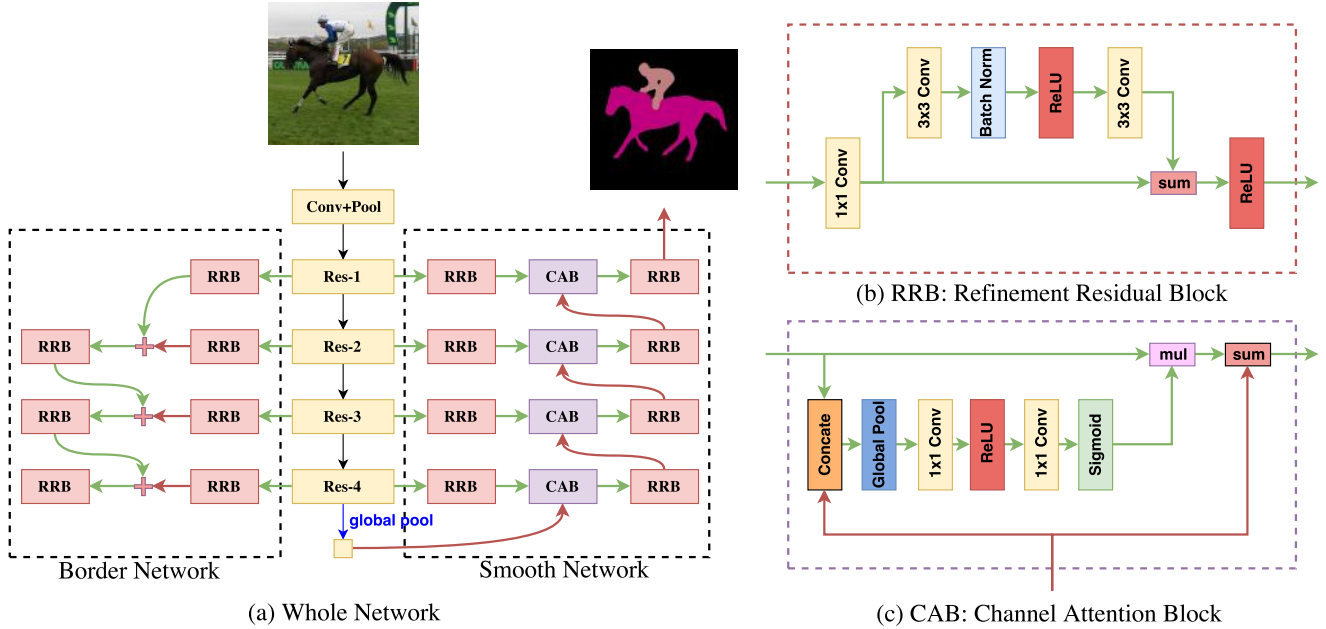 Conv+Pool
RRB
Res-1
RRB
CAB
RRB
RRB
RRB
Res-2
RRB
CAB
RRB
RRB
RRB
Res-3
RRB
CAB
RRB
RRB
RRB
Res-4
RRB
CAB
RRB
global pool
Border Network
Smooth Network
(a) Whole Network
1x1 Conv
3x3 Conv
Batch Norm
ReLU
3x3 Conv
sum
ReLU
(b) RRB: Refinement Residual Block
mul
sum
Concate
Global Pool
1x1 Conv
ReLU
1x1 Conv
Sigmoid
(c) CAB: Channel Attention Block